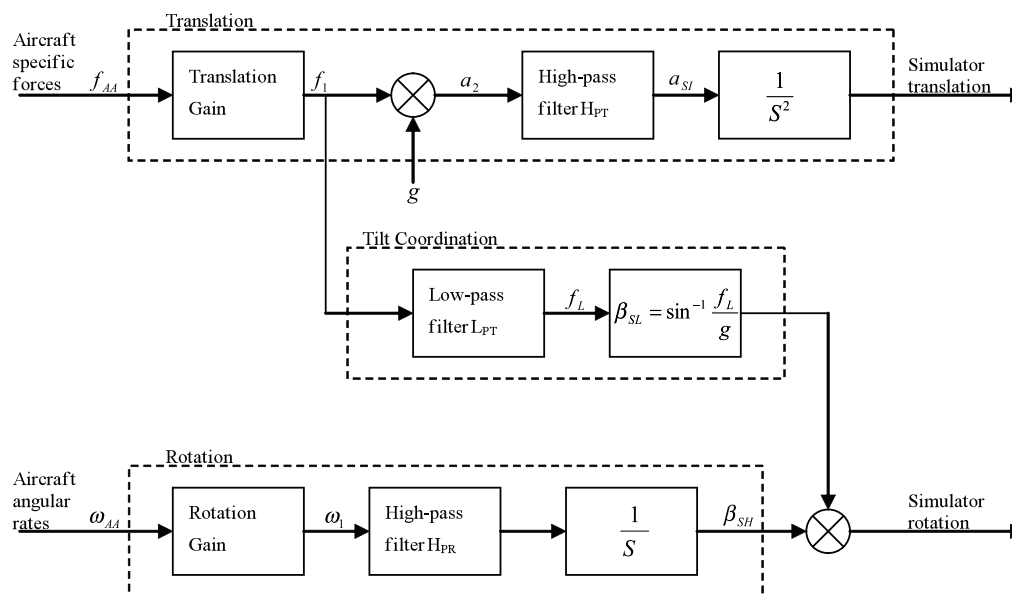 Translation
Aircraft
specific
forces
f_AA
Translation
Gain
f_1
a_2
High-pass
filter H_PT
a_SI
1
S^2
Simulator
translation
g
Tilt Coordination
Low-pass
filter L_PT
f_L
β_SL = sin^-1 f_L
g
Rotation
Aircraft
angular
rates
ω_AA
Rotation
Gain
ω_1
High-pass
filter H_PR
1
S
β_SH
Simulator
rotation